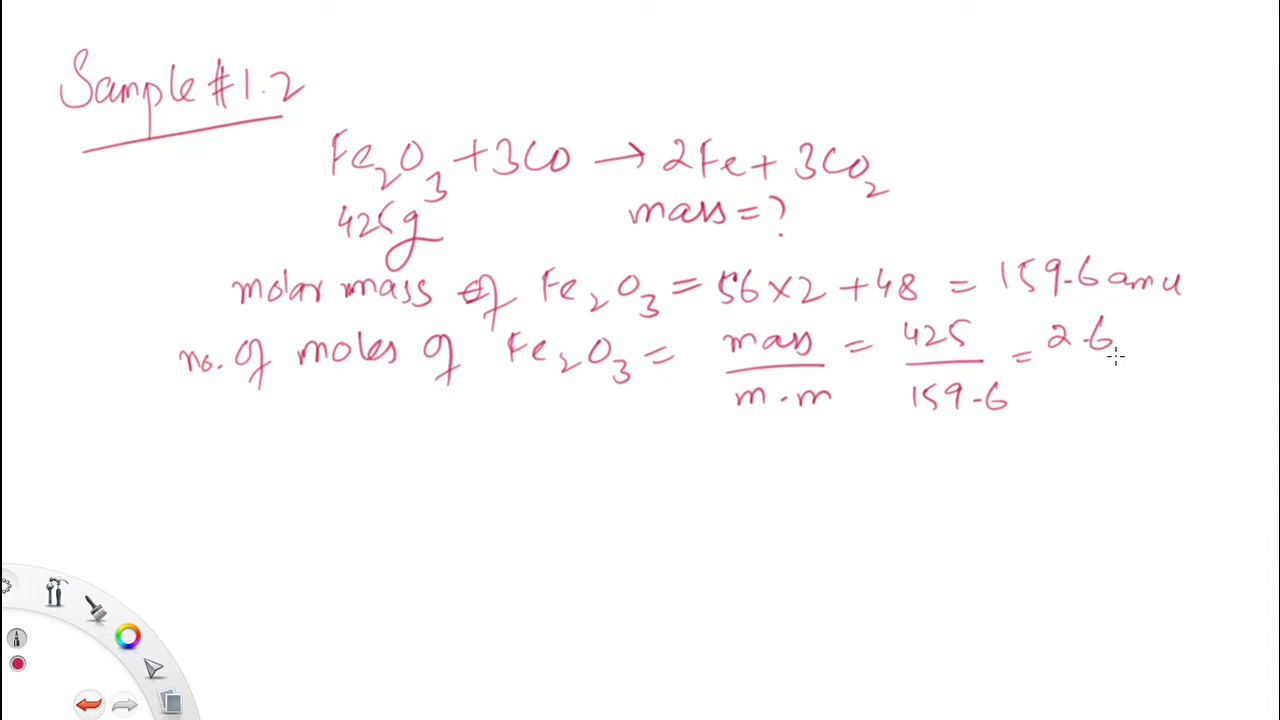 Sample #1.2
Fe2O3 + 3CO → 2Fe + 3CO2
425g mass = ?
molar mass of Fe2O3 = 56×2 + 48 = 159.6 amu
no. of moles of Fe2O3 = mass / m.m = 425 / 159.6 = 2.6